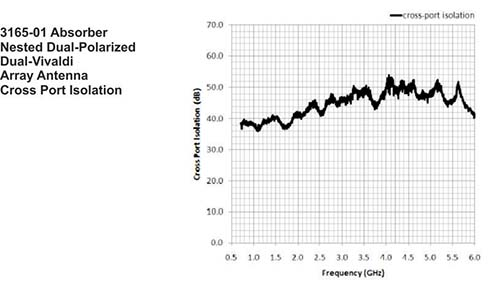 3165-01 Absorber
Nested Dual-Polarized
Dual-Vivaldi
Array Antenna
Cross Port Isolation
cross-port isolation
70.0
60.0
50.0
40.0
30.0
20.0
10.0
0.0
Cross Port Isolation (dB)
0.5 1.0 1.5 2.0 2.5 3.0 3.5 4.0 4.5 5.0 5.5 6.0
Frequency (GHz)